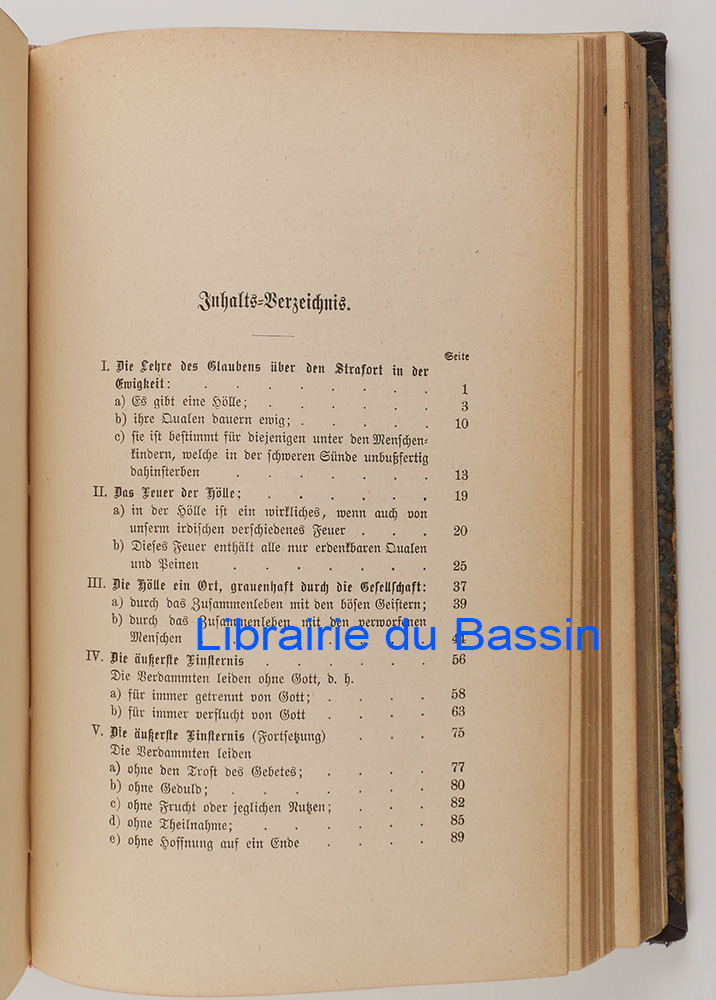 Inhalts-Verzeichnis.
Seite
I. Die Lehre des Glaubens über den Strafort in der
Ewigkeit: . . . . . . . . 1
a) Es gibt eine Hölle; . . . . . . 3
b) ihre Qualen dauern ewig; . . . . . 10
c) sie ist bestimmt für diejenigen unter den Menschen-
kindern, welche in der schweren Sünde unbußfertig
dahinsterben . . . . . . . 13
II. Das Feuer der Hölle; . . . . . . 19
a) in der Hölle ist ein wirkliches, wenn auch von
unserm irdischen verschiedenes Feuer . . . 20
b) Dieses Feuer enthält alle nur erdenkbaren Qualen
und Peinen . . . . . . . 25
III. Die Hölle ein Ort, grauenhaft durch die Gesellschaft: 37
a) durch das Zusammenleben mit den bösen Geistern; 39
b) durch das Zusammenleben mit den verworfenen
Menschen . . . . . . . 44
Librairie du Bassin
IV. Die äußerste Finsternis . . . . . . 56
Die Verdammten leiden ohne Gott, d. h.
a) für immer getrennt von Gott; . . . . 58
b) für immer verflucht von Gott . . . . 63
V. Die äußerste Finsternis (Fortsetzung) . . . 75
Die Verdammten leiden
a) ohne den Trost des Gebetes; . . . . 77
b) ohne Geduld; . . . . . . . 80
c) ohne Frucht oder jeglichen Nutzen; . . . 82
d) ohne Theilnahme; . . . . . . 85
e) ohne Hoffnung auf ein Ende . . . . 89